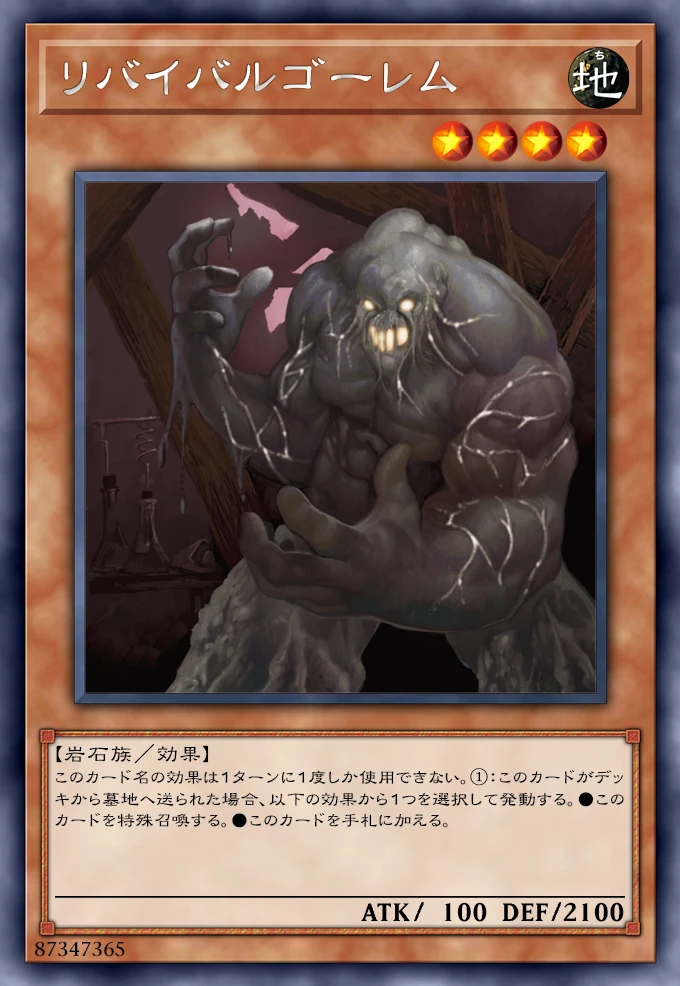 リバイバルゴーレム
地
ち
【岩石族／効果】
このカード名の効果は1ターンに1度しか使用できない。①：このカードがデッ
キから墓地へ送られた場合、以下の効果から1つを選択して発動する。●この
カードを特殊召喚する。●このカードを手札に加える。
ATK/ 100 DEF/2100
87347365